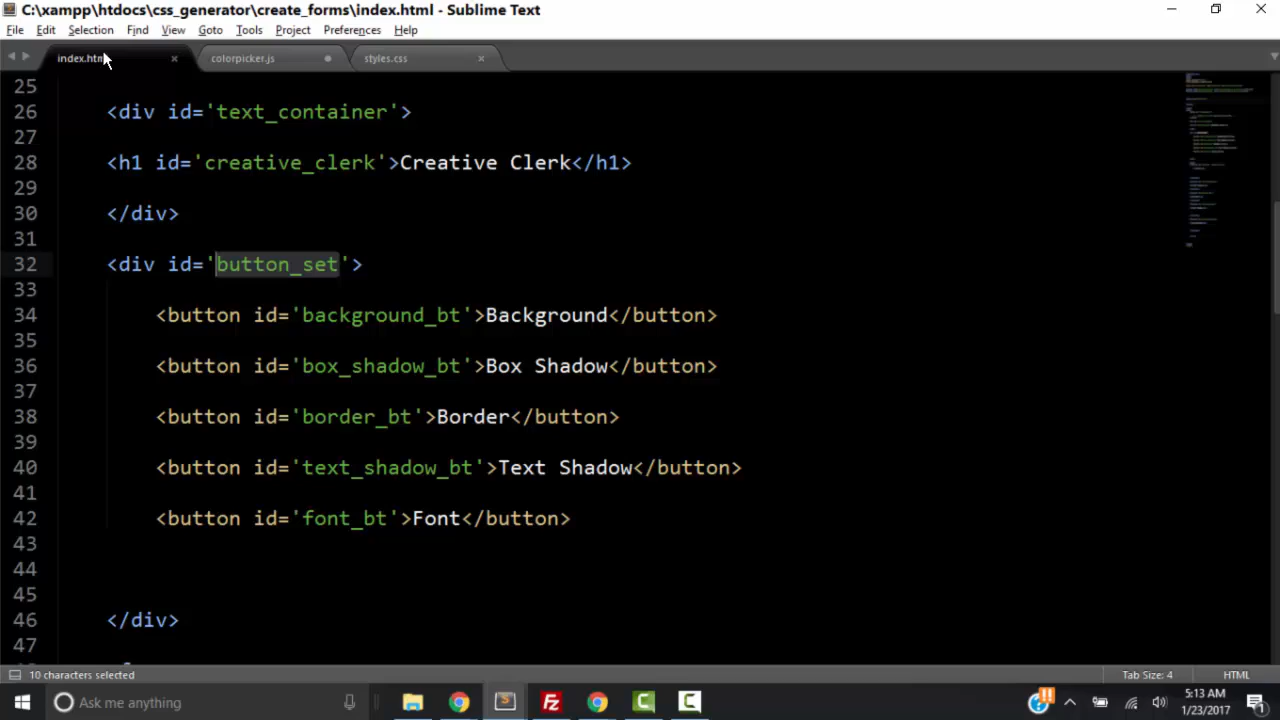 C:\xampp\htdocs\css_generator\create_forms\index.html - Sublime Text
File Edit Selection Find View Goto Tools Project Preferences Help
index.html colorpicker.js styles.css
25
26 <div id='text_container'>
27
28 <h1 id='creative_clerk'>Creative Clerk</h1>
29
30 </div>
31
32 <div id='button_set'>
33
34 <button id='background_bt'>Background</button>
35
36 <button id='box_shadow_bt'>Box Shadow</button>
37
38 <button id='border_bt'>Border</button>
39
40 <button id='text_shadow_bt'>Text Shadow</button>
41
42 <button id='font_bt'>Font</button>
43
44
45
46 </div>
47
10 characters selected Tab Size: 4 HTML
Ask me anything
5:13 AM
1/23/2017